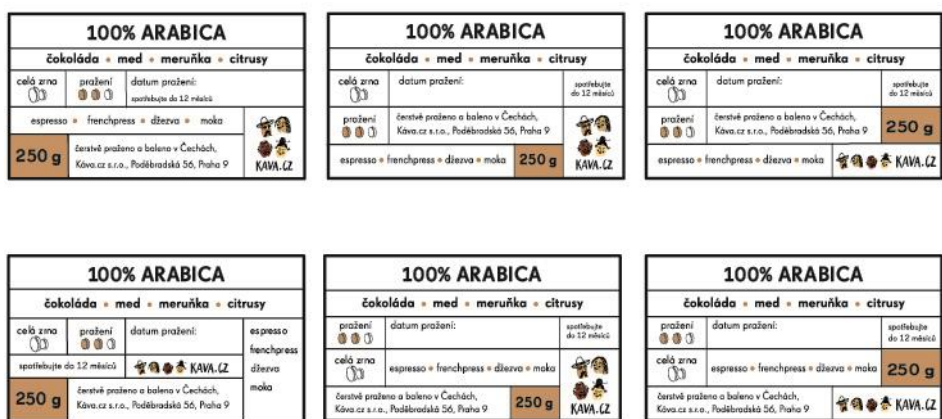 100% ARABICA
čokoláda • med • meruňka • citrusy
celá zrna
pražení
datum pražení:
spotřebujte do 12 měsíců
espresso • frenchpress • džezva • moka
250 g
čerstvě praženo a baleno v Čechách,
Káva.cz s.r.o., Poděbradská 56, Praha 9
KAVA.CZ
100% ARABICA
čokoláda • med • meruňka • citrusy
celá zrna
datum pražení:
spotřebujte
do 12 měsíců
pražení
čerstvě praženo a baleno v Čechách,
Káva.cz s.r.o., Poděbradská 56, Praha 9
espresso • frenchpress • džezva • moka
250 g
KAVA.CZ
100% ARABICA
čokoláda • med • meruňka • citrusy
celá zrna
datum pražení:
spotřebujte
do 12 měsíců
pražení
čerstvě praženo a baleno v Čechách,
Káva.cz s.r.o., Poděbradská 56, Praha 9
250 g
espresso • frenchpress • džezva • moka
KAVA.CZ
100% ARABICA
čokoláda • med • meruňka • citrusy
celá zrna
pražení
datum pražení:
espresso
frenchpress
džezva
moka
spotřebujte do 12 měsíců
KAVA.CZ
250 g
čerstvě praženo a baleno v Čechách,
Káva.cz s.r.o., Poděbradská 56, Praha 9
100% ARABICA
čokoláda • med • meruňka • citrusy
pražení
datum pražení:
spotřebujte
do 12 měsíců
celá zrna
espresso • frenchpress • džezva • moka
čerstvě praženo a baleno v Čechách,
Káva.cz s.r.o., Poděbradská 56, Praha 9
250 g
KAVA.CZ
100% ARABICA
čokoláda • med • meruňka • citrusy
pražení
datum pražení:
spotřebujte
do 12 měsíců
celá zrna
espresso • frenchpress • džezva • moka
250 g
čerstvě praženo a baleno v Čechách,
Káva.cz s.r.o., Poděbradská 56, Praha 9
KAVA.CZ